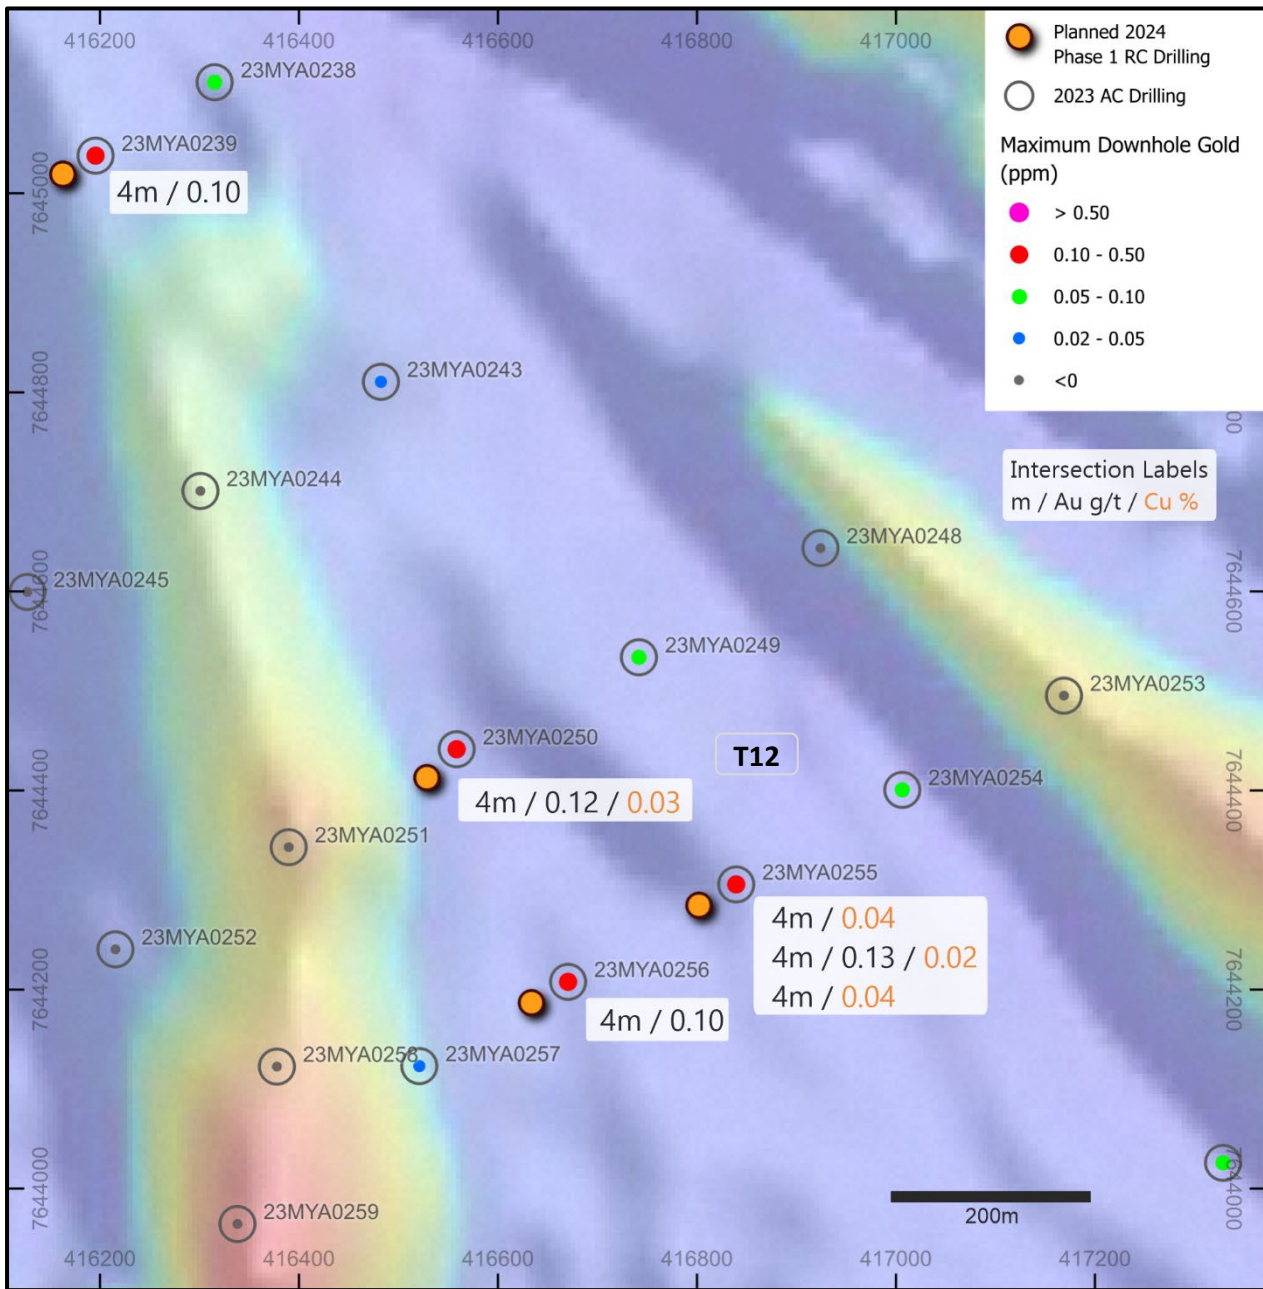 416200 416400 416600 416800 417000
Planned 2024
Phase 1 RC Drilling
2023 AC Drilling
Maximum Downhole Gold
(ppm)
> 0.50
0.10 - 0.50
0.05 - 0.10
0.02 - 0.05
<0
Intersection Labels
m / Au g/t / Cu %
23MYA0238
23MYA0239
4m / 0.10
7645000
23MYA0243
7644800
23MYA0244
23MYA0248
23MYA0245
7644600
7644600
23MYA0249
23MYA0253
23MYA0250
T12
4m / 0.12 / 0.03
23MYA0254
7644400
7644400
23MYA0251
23MYA0255
4m / 0.04
4m / 0.13 / 0.02
4m / 0.04
23MYA0252
23MYA0256
4m / 0.10
7644200
7644200
23MYA0258
23MYA0257
7644000
7644000
23MYA0259
200m
416200 416400 416600 416800 417000 417200